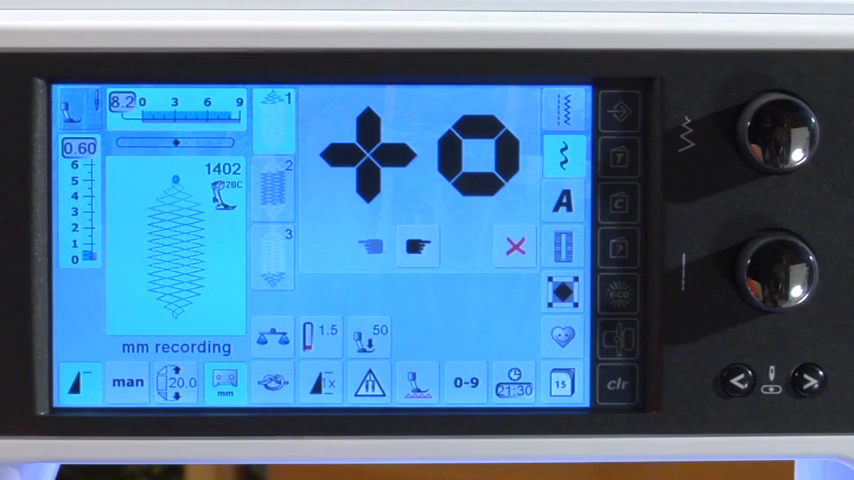 8.2 0 3 6 9
1
0.60
6
5
4
3
2
1
0
1402
20C
2
3
A
T
C
?
eco
mm recording
1.5
50
man
20.0
mm
1x
0-9
21:30
15
clr